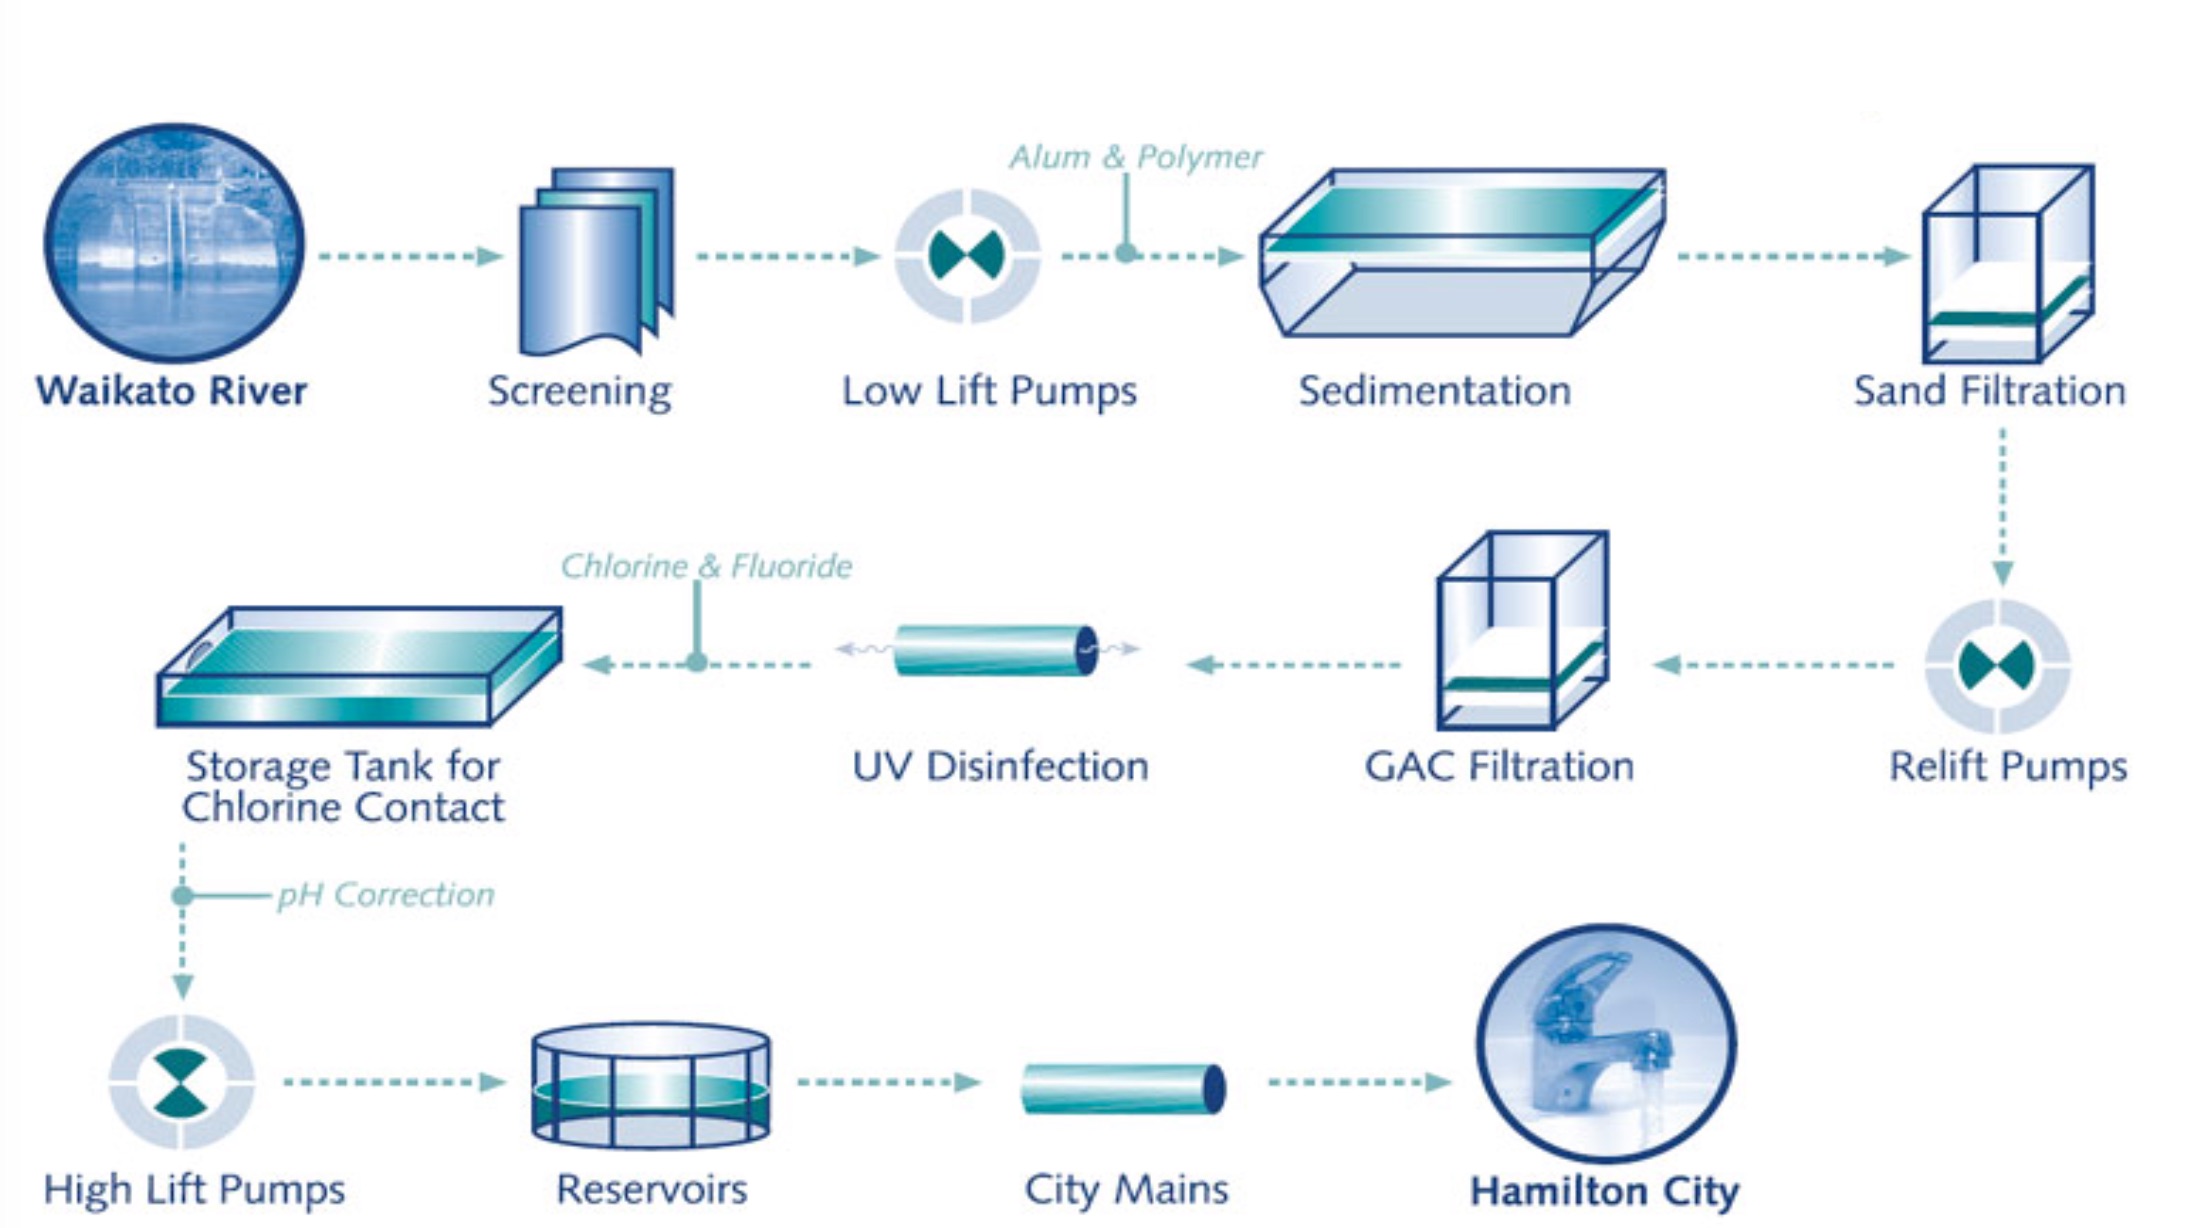 Alum & Polymer
Waikato River
Screening
Low Lift Pumps
Sedimentation
Sand Filtration
Chlorine & Fluoride
Storage Tank for
Chlorine Contact
UV Disinfection
GAC Filtration
Relift Pumps
pH Correction
High Lift Pumps
Reservoirs
City Mains
Hamilton City